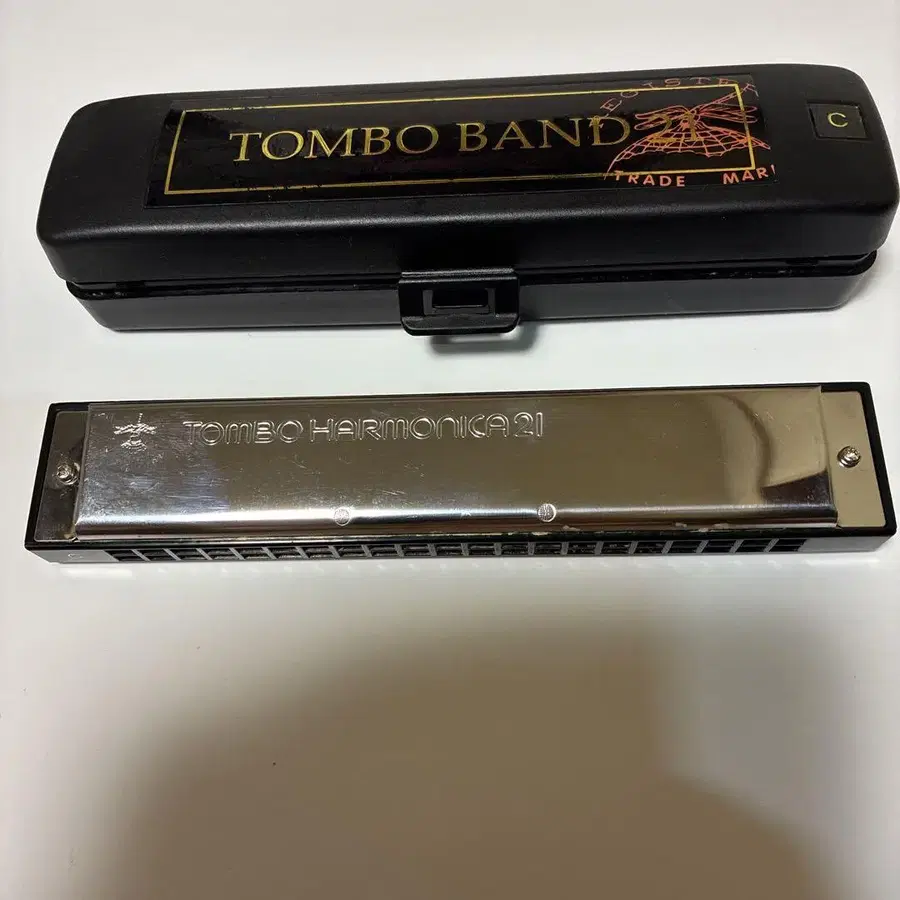 TOMBO BAND 21
C
TRADE MAR
TOMBO HARMONICA 21